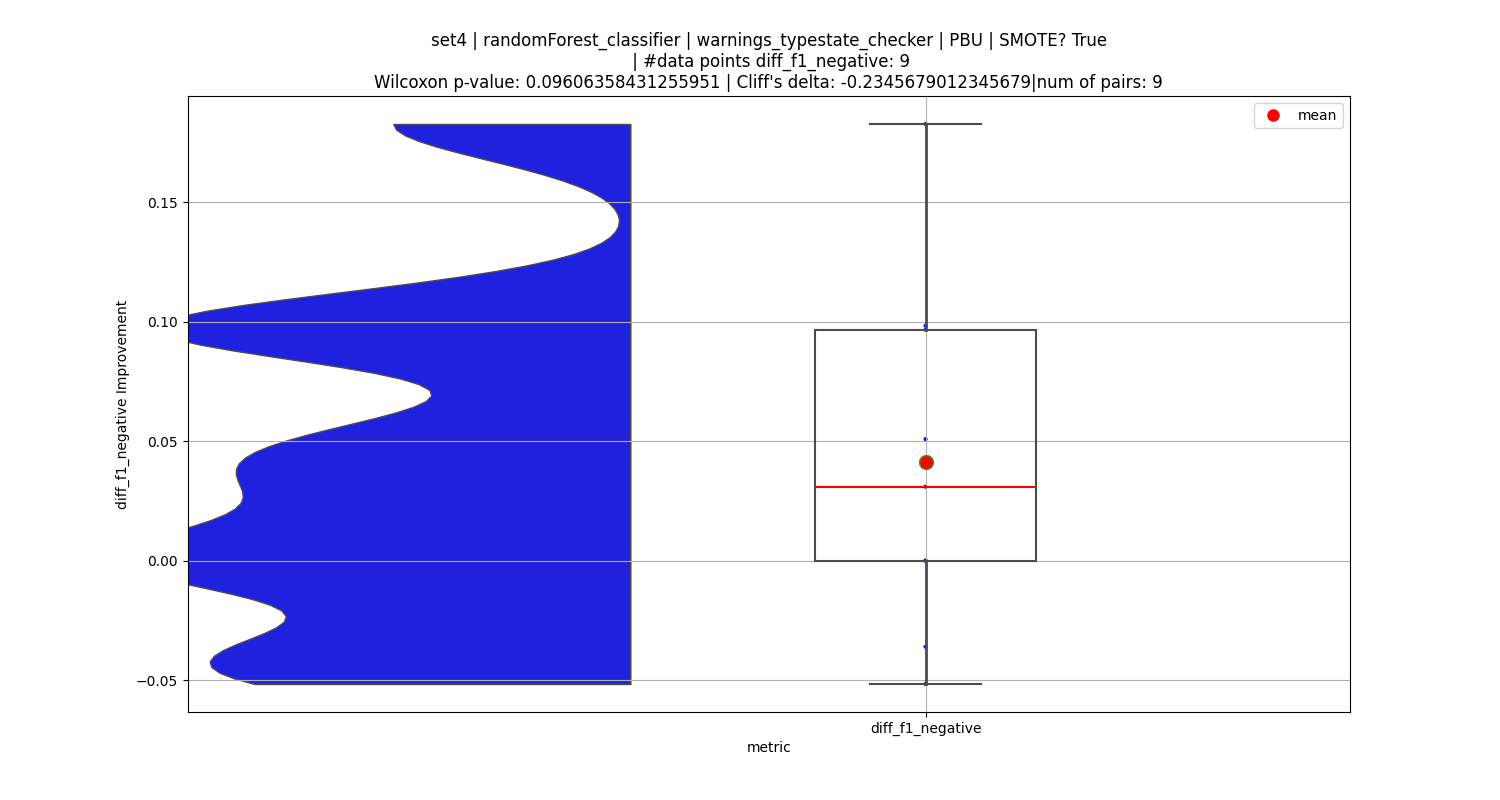 set4 | randomForest_classifier | warnings_typestate_checker | PBU | SMOTE? True
| #data points diff_f1_negative: 9
Wilcoxon p-value: 0.09606358431255951 | Cliff's delta: -0.2345679012345679|num of pairs: 9
mean
0.15
0.10
0.05
0.00
−0.05
diff_f1_negative Improvement
diff_f1_negative
metric